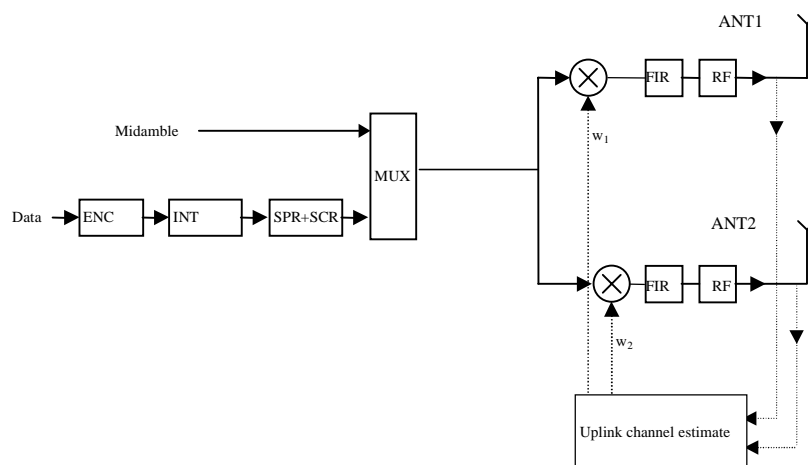 ANT1
FIR
RF
Midamble
w1
MUX
Data
ENC
INT
SPR+SCR
ANT2
FIR
RF
w2
Uplink channel estimate